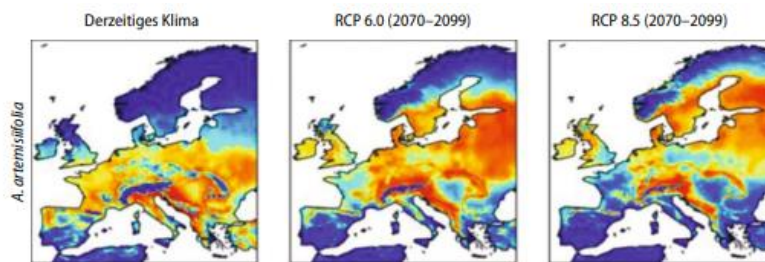 Derzeitiges Klima
RCP 6.0 (2070–2099)
RCP 8.5 (2070–2099)
A. artemisiifolia